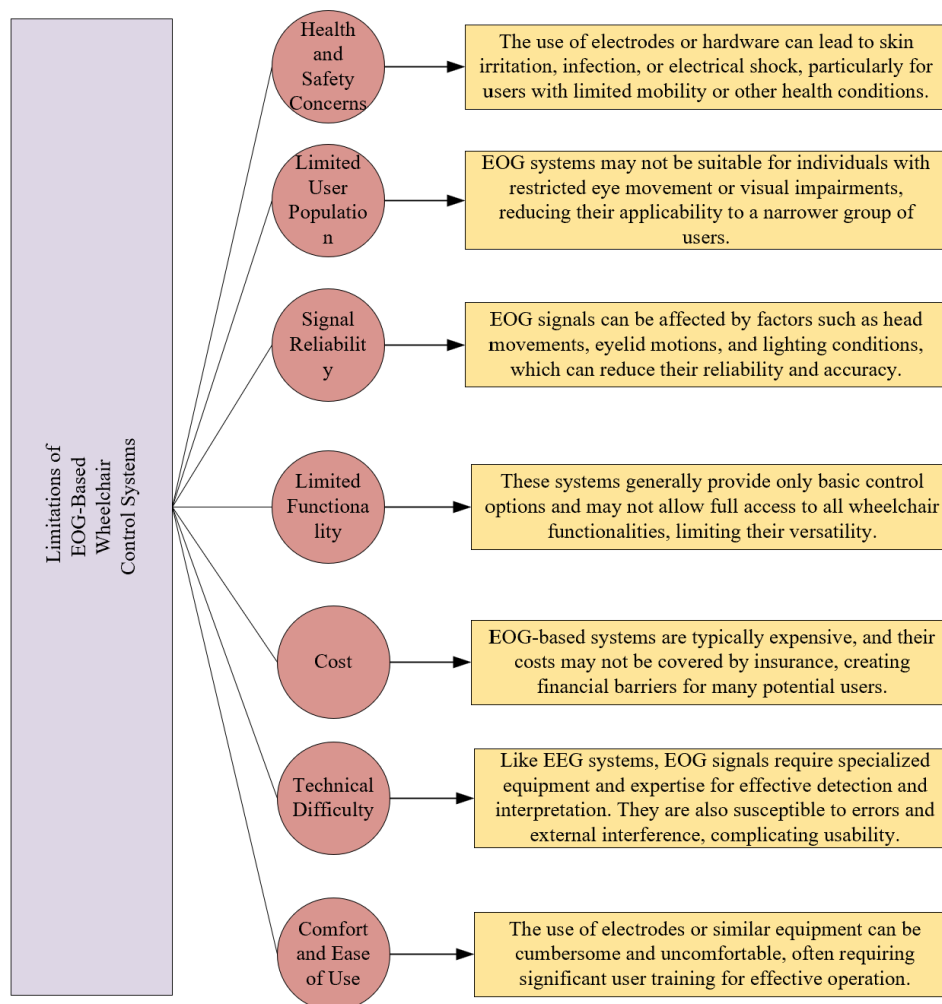 Limitations of
EOG-Based
Wheelchair
Control Systems
Health
and
Safety
Concerns
The use of electrodes or hardware can lead to skin
irritation, infection, or electrical shock, particularly for
users with limited mobility or other health conditions.
Limited
User
Populatio
n
EOG systems may not be suitable for individuals with
restricted eye movement or visual impairments,
reducing their applicability to a narrower group of
users.
Signal
Reliabilit
y
EOG signals can be affected by factors such as head
movements, eyelid motions, and lighting conditions,
which can reduce their reliability and accuracy.
Limited
Functiona
lity
These systems generally provide only basic control
options and may not allow full access to all wheelchair
functionalities, limiting their versatility.
Cost
EOG-based systems are typically expensive, and their
costs may not be covered by insurance, creating
financial barriers for many potential users.
Technical
Difficulty
Like EEG systems, EOG signals require specialized
equipment and expertise for effective detection and
interpretation. They are also susceptible to errors and
external interference, complicating usability.
Comfort
and Ease
of Use
The use of electrodes or similar equipment can be
cumbersome and uncomfortable, often requiring
significant user training for effective operation.